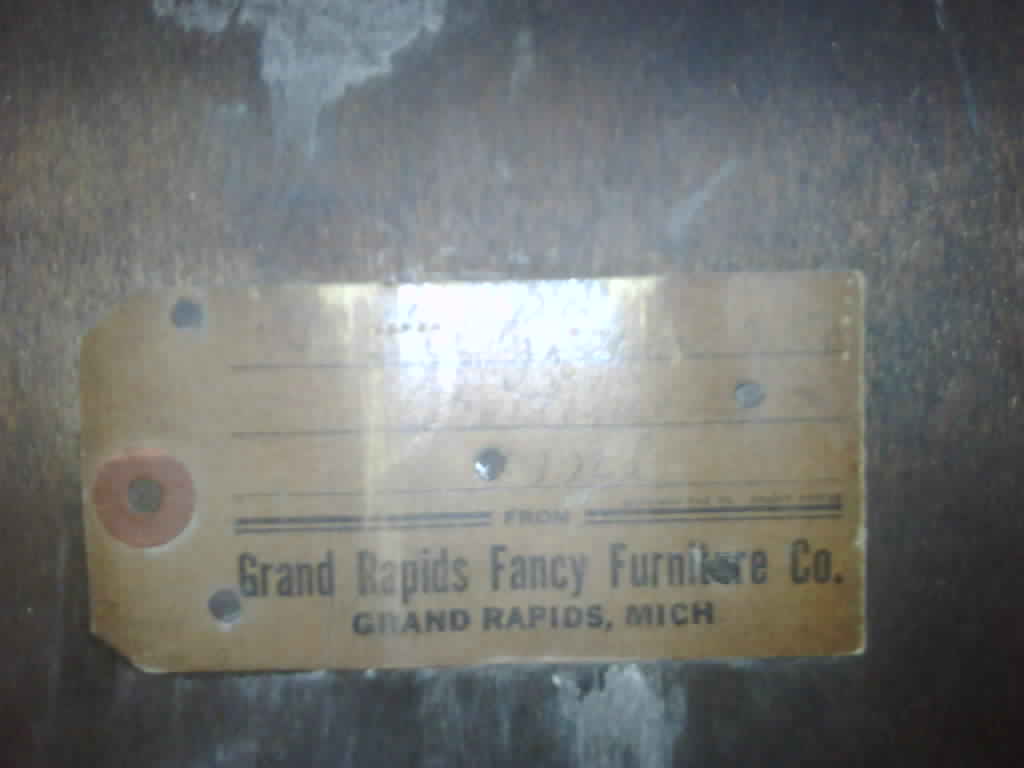 FROM
Grand Rapids Fancy Furniture Co.
GRAND RAPIDS, MICH